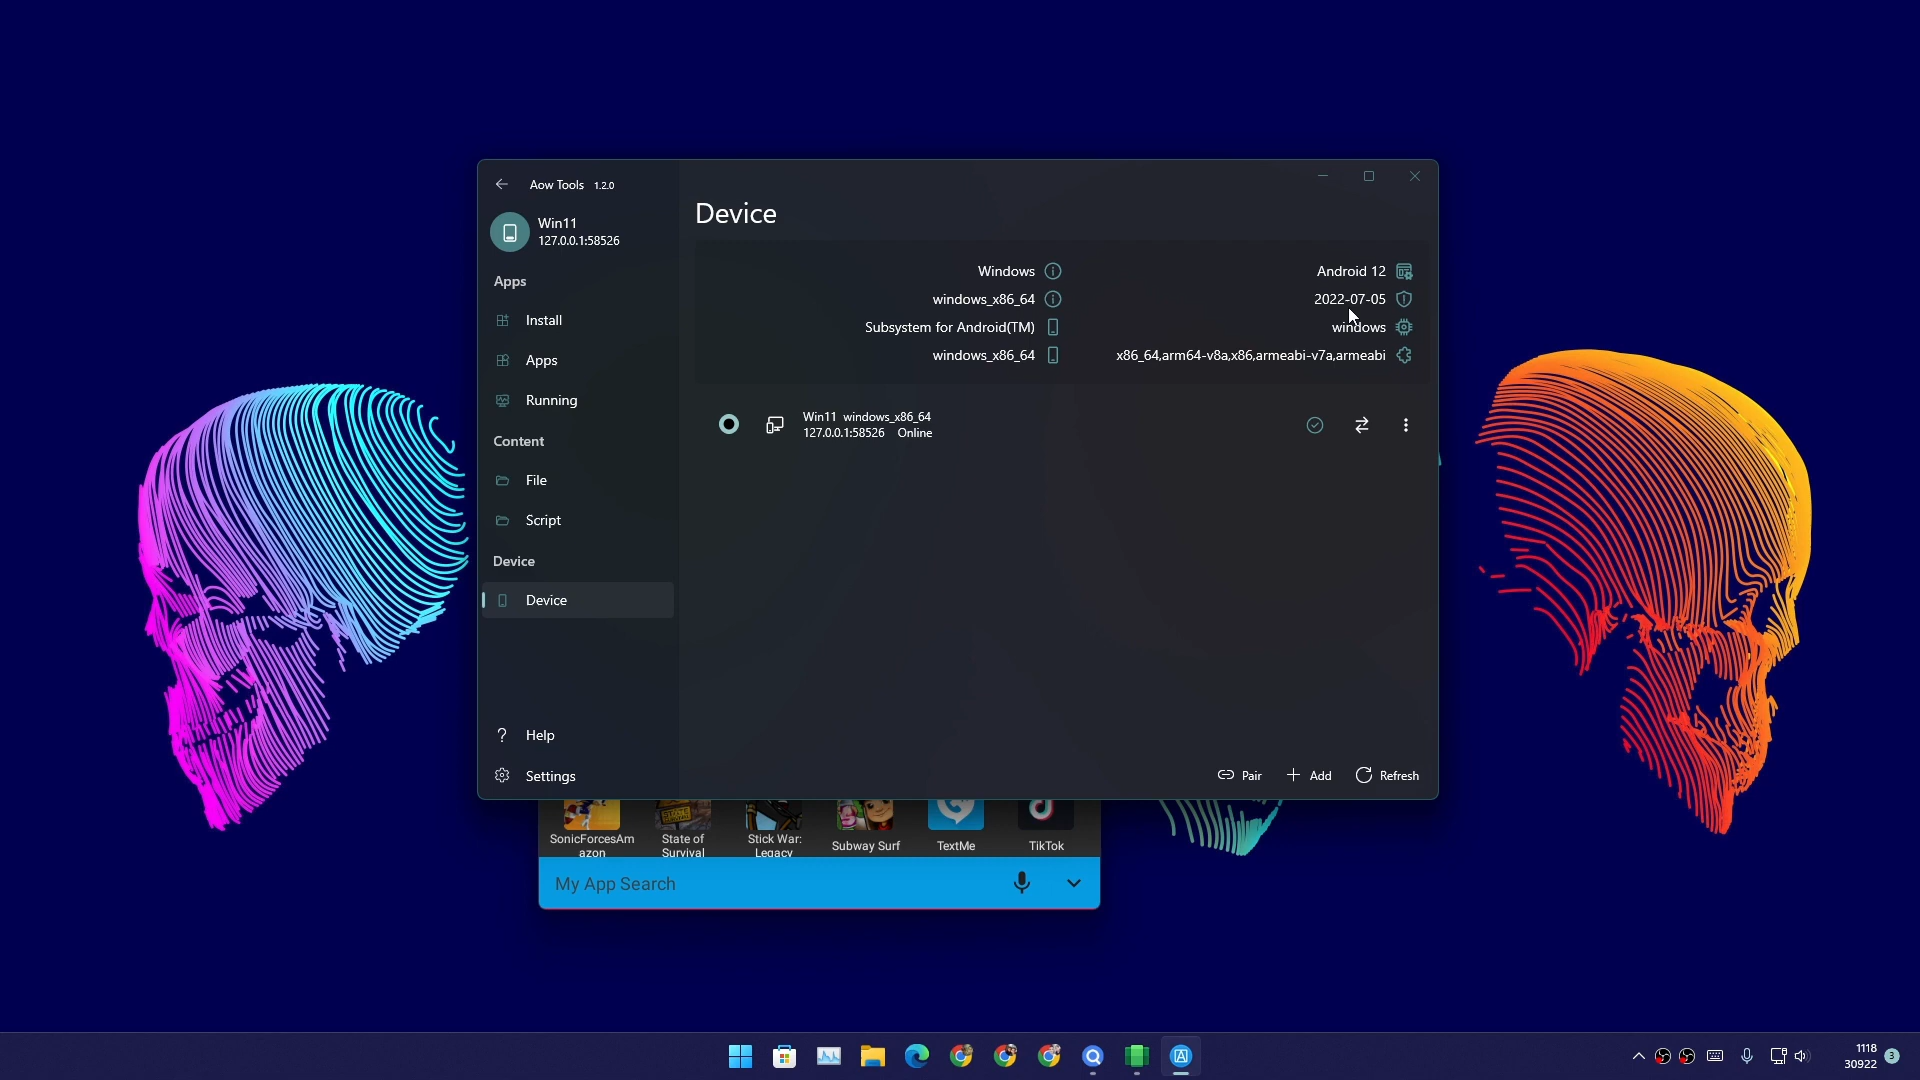 Aow Tools 1.2.0
Win11
127.0.0.1:58526
Apps
Install
Apps
Running
Content
File
Script
Device
Device
Help
Settings
Device
Windows
Android 12
windows_x86_64
2022-07-05
Subsystem for Android(TM)
windows
windows_x86_64
x86_64,arm64-v8a,x86,armeabi-v7a,armeabi
Win11 windows_x86_64
127.0.0.1:58526 Online
Pair
Add
Refresh
SonicForcesAm
azon
State of
Survival
Stick War:
Legacy
Subway Surf
TextMe
TikTok
My App Search
1118
30922
3